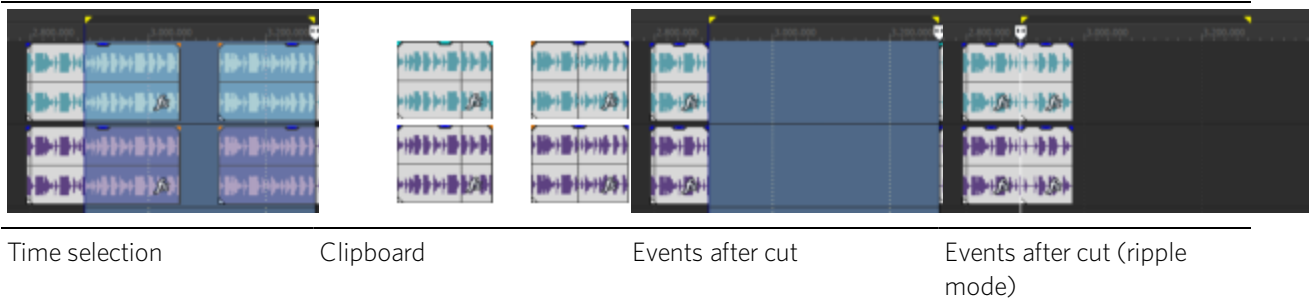 Time selection
Clipboard
Events after cut
Events after cut (ripple
mode)